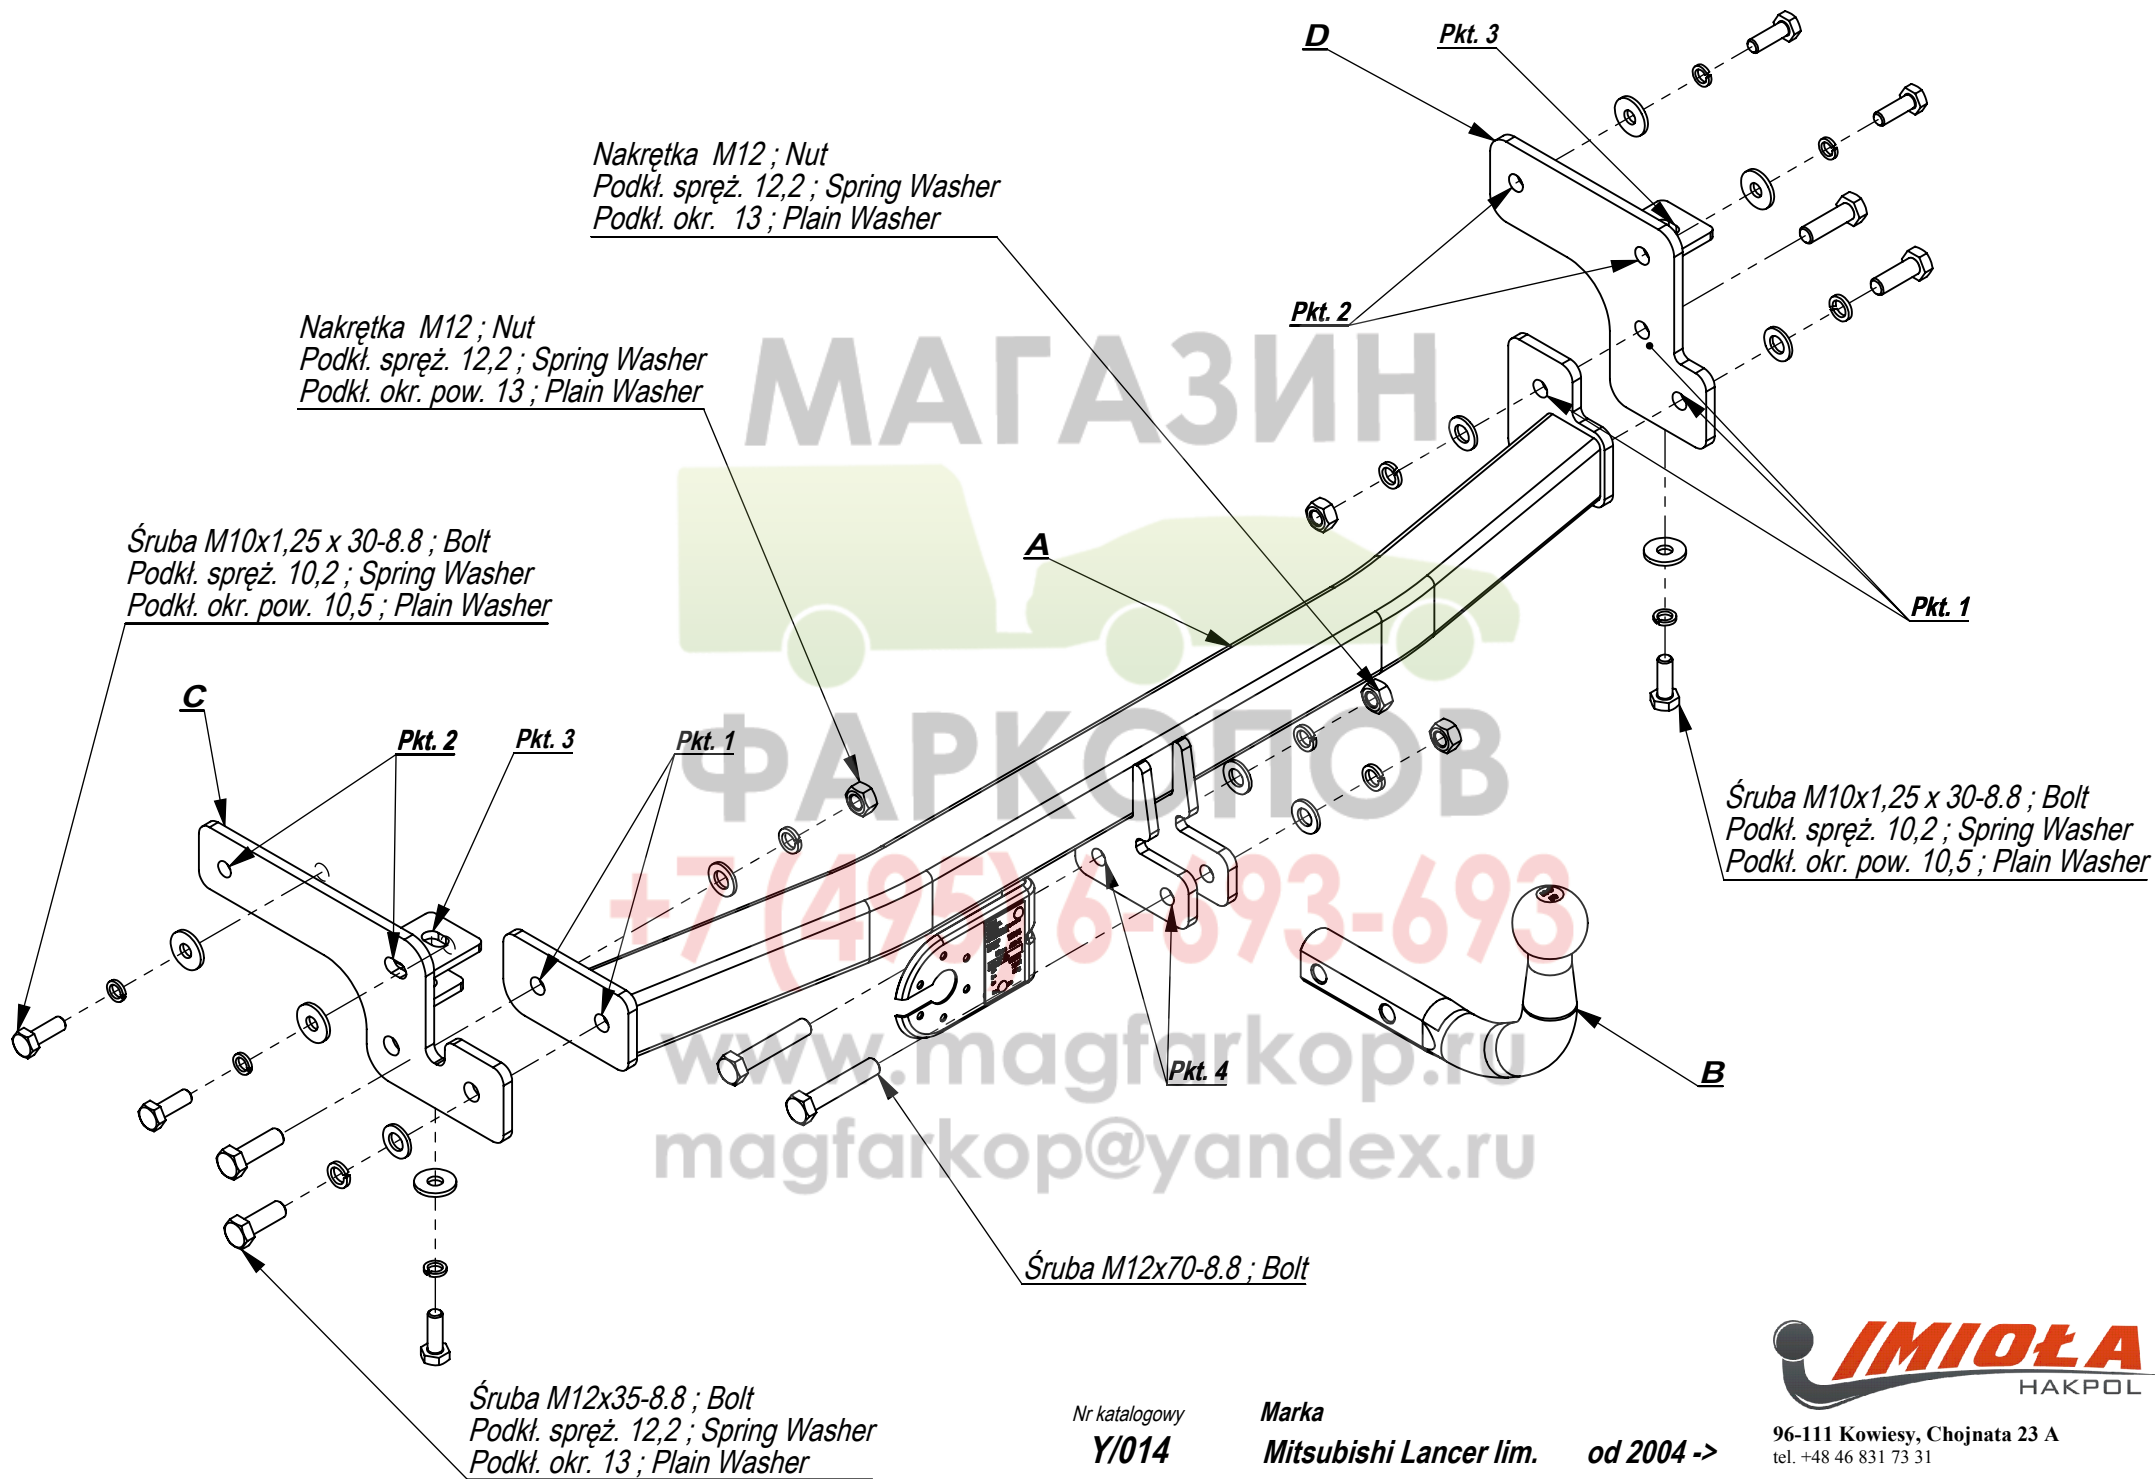 D
Pkt. 3
Nakrętka M12 ; Nut
Podkł. spręż. 12,2 ; Spring Washer
Podkł. okr. 13 ; Plain Washer
Pkt. 2
Nakrętka M12 ; Nut
Podkł. spręż. 12,2 ; Spring Washer
Podkł. okr. pow. 13 ; Plain Washer
МАГАЗИН
Śruba M10x1,25 x 30-8.8 ; Bolt
Podkł. spręż. 10,2 ; Spring Washer
Podkł. okr. pow. 10,5 ; Plain Washer
A
Pkt. 1
C
Pkt. 2
Pkt. 3
Pkt. 1
ФАРКОПОВ
Śruba M10x1,25 x 30-8.8 ; Bolt
Podkł. spręż. 10,2 ; Spring Washer
Podkł. okr. pow. 10,5 ; Plain Washer
+7 (495) 6-693-693
www.magfarkop.ru
Pkt. 4
B
magfarkop@yandex.ru
Śruba M12x70-8.8 ; Bolt
Śruba M12x35-8.8 ; Bolt
Podkł. spręż. 12,2 ; Spring Washer
Podkł. okr. 13 ; Plain Washer
Nr katalogowy
Y/014
Marka
Mitsubishi Lancer lim. od 2004 ->
IMIOŁA
HAKPOL
96-111 Kowiesy, Chojnata 23 A
tel. +48 46 831 73 31